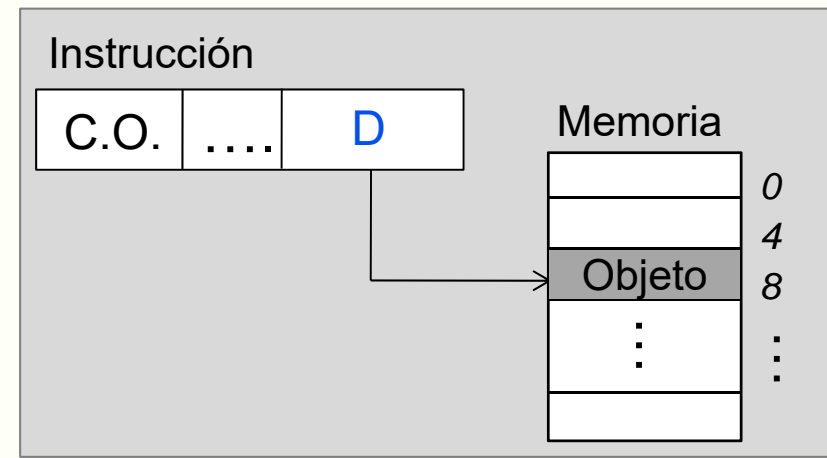 Instrucción
C.O. .... D
Memoria
0
4
Objeto 8
⋮ ⋮